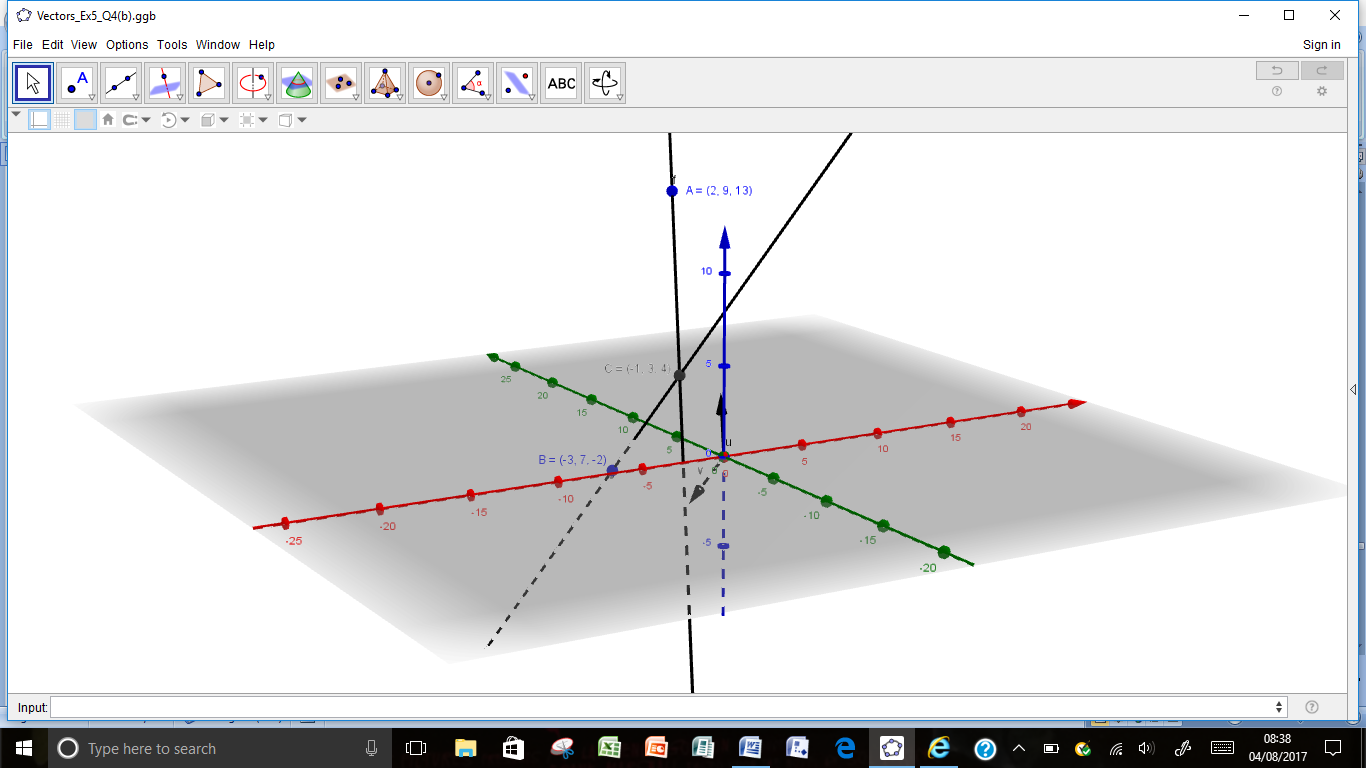 Vectors_Ex5_Q4(b).ggb
File Edit View Options Tools Window Help Sign in
A ABC
f
A = (2, 9, 13)
10
C = (-1, 3, 4)
5
25
20
15
10
5
20
15
10
5
u
B = (-3, 7, -2)
0
v
0
0
-5
-10
-15
-20
-25
-5
-10
-15
-20
-5
Input:
Type here to search
08:38
04/08/2017